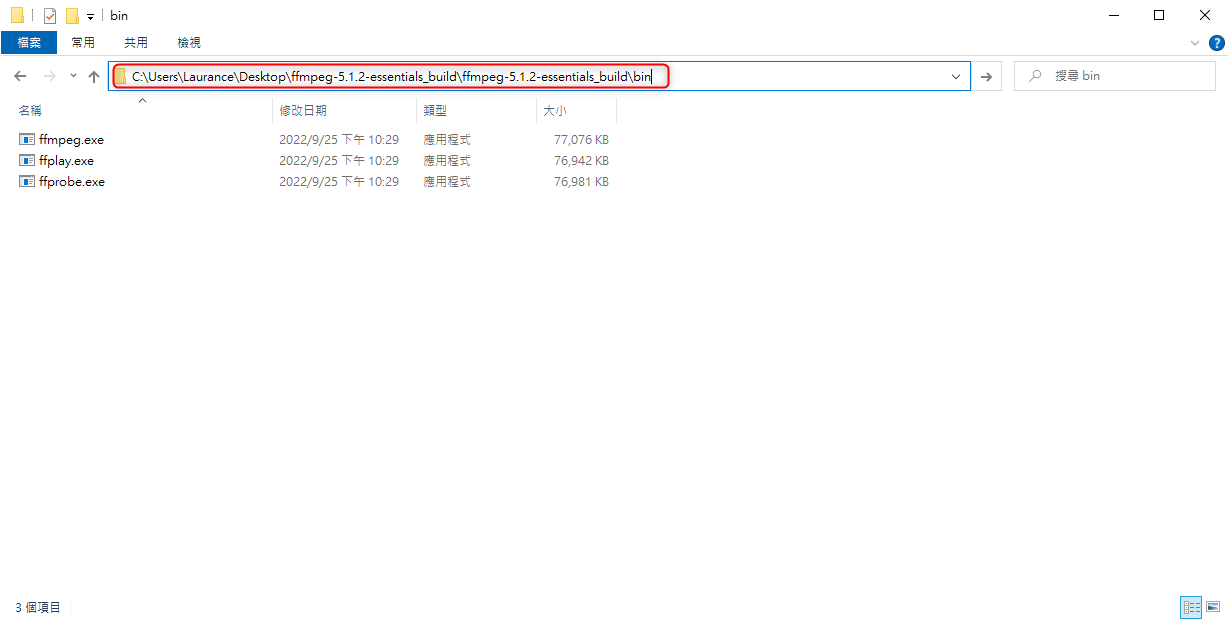 bin
檔案 常用 共用 檢視
C:\Users\Laurance\Desktop\ffmpeg-5.1.2-essentials_build\ffmpeg-5.1.2-essentials_build\bin 搜尋 bin
名稱 修改日期 類型 大小
ffmpeg.exe 2022/9/25 下午 10:29 應用程式 77,076 KB
ffplay.exe 2022/9/25 下午 10:29 應用程式 76,942 KB
ffprobe.exe 2022/9/25 下午 10:29 應用程式 76,981 KB
3 個項目